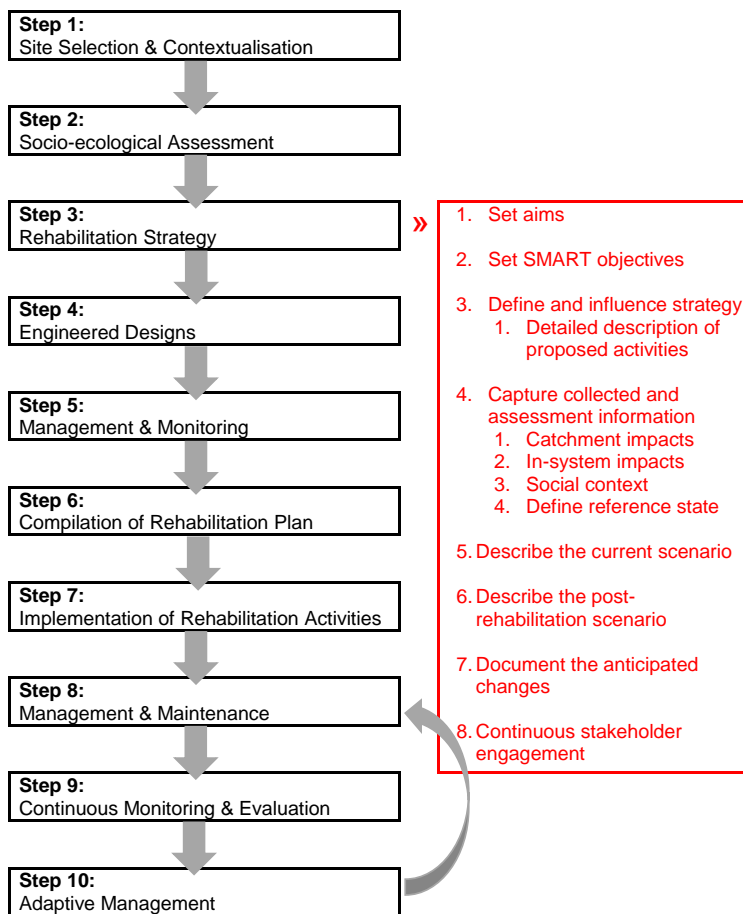 Step 1:
Site Selection & Contextualisation
Step 2:
Socio-ecological Assessment
Step 3:
Rehabilitation Strategy
»
Step 4:
Engineered Designs
Step 5:
Management & Monitoring
Step 6:
Compilation of Rehabilitation Plan
Step 7:
Implementation of Rehabilitation Activities
Step 8:
Management & Maintenance
Step 9:
Continuous Monitoring & Evaluation
Step 10:
Adaptive Management
1. Set aims
2. Set SMART objectives
3. Define and influence strategy
1. Detailed description of
proposed activities
4. Capture collected and
assessment information
1. Catchment impacts
2. In-system impacts
3. Social context
4. Define reference state
5. Describe the current scenario
6. Describe the post-
rehabilitation scenario
7. Document the anticipated
changes
8. Continuous stakeholder
engagement